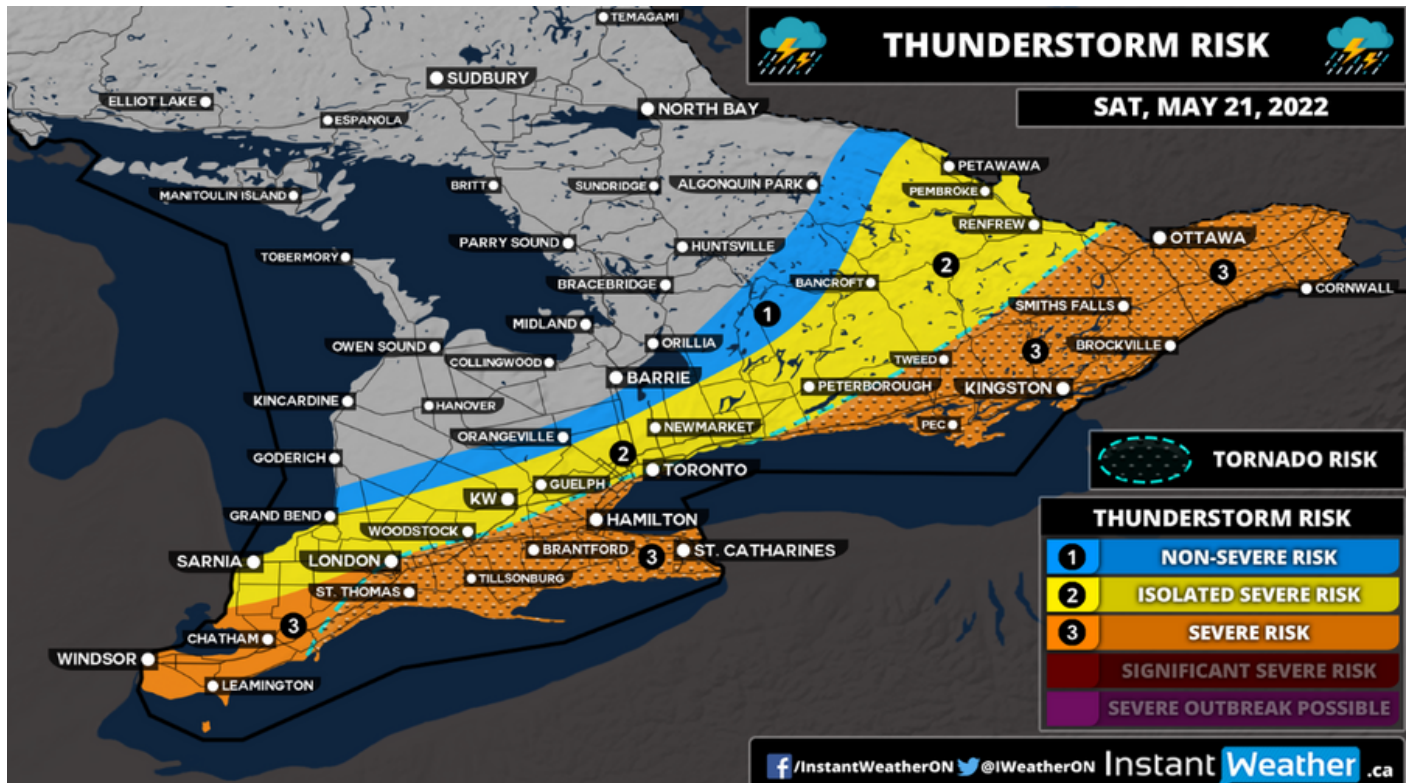 TEMAGAMI
THUNDERSTORM RISK
SUDBURY
ELLIOT LAKE
ESPANOLA
NORTH BAY
SAT, MAY 21, 2022
MANITOULIN ISLAND
BRITT
SUNDRIDGE
ALGONQUIN PARK
PETAWAWA
PEMBROKE
RENFREW
TOBERMORY
PARRY SOUND
HUNTSVILLE
OTTAWA
2
3
BRACEBRIDGE
BANCROFT
CORNWALL
1
SMITHS FALLS
MIDLAND
OWEN SOUND
ORILLIA
COLLINGWOOD
3
BROCKVILLE
TWEED
BARRIE
PETERBOROUGH
KINGSTON
KINCARDINE
HANOVER
PEC
ORANGEVILLE
NEWMARKET
GODERICH
2
TORONTO
TORNADO RISK
GUELPH
KW
GRAND BEND
WOODSTOCK
HAMILTON
SARNIA
LONDON
BRANTFORD
3
ST. CATHARINES
TILLSONBURG
ST. THOMAS
3
CHATHAM
WINDSOR
LEAMINGTON
THUNDERSTORM RISK
1 NON-SEVERE RISK
2 ISOLATED SEVERE RISK
3 SEVERE RISK
SIGNIFICANT SEVERE RISK
SEVERE OUTBREAK POSSIBLE
f/InstantWeatherON @IWeatherON InstantWeather.ca